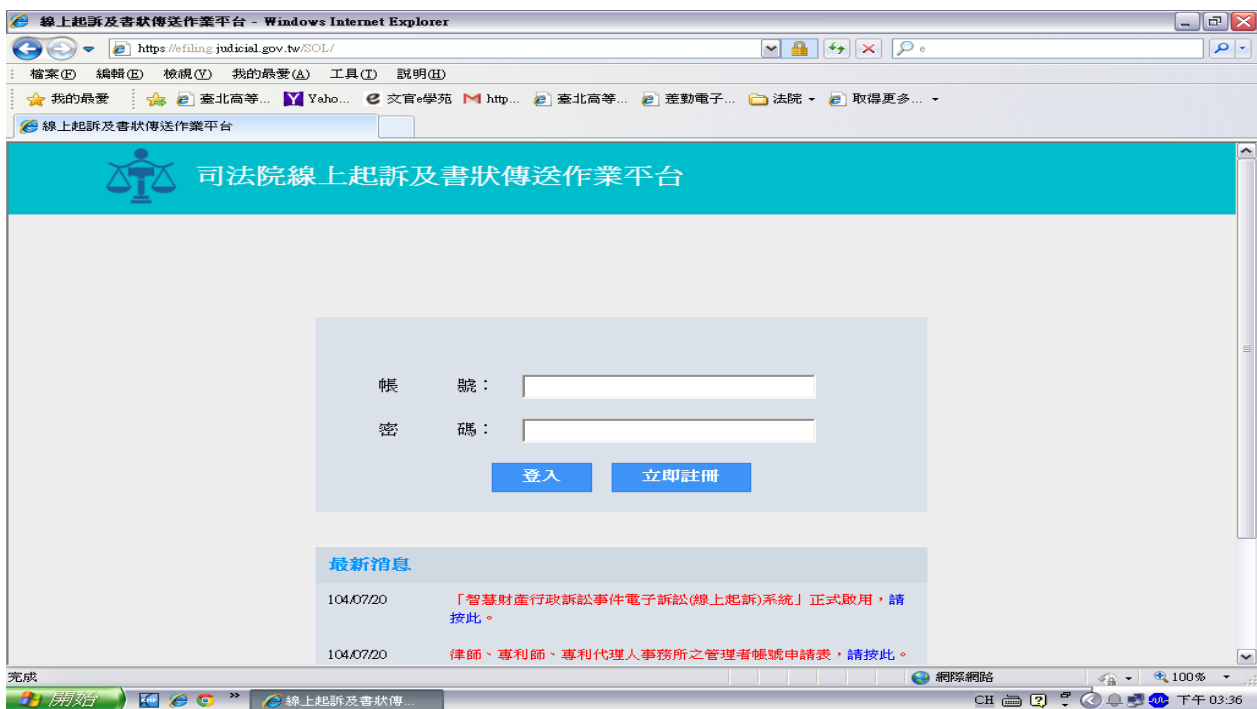 線上起訴及書狀傳送作業平台 - Windows Internet Explorer
https://efiling.judicial.gov.tw/SOL/
e
檔案(F) 編輯(E) 檢視(V) 我的最愛(A) 工具(T) 說明(H)
我的最愛 臺北高等... Yaho... 交官e學苑 http... 臺北高等... 差勤電子... 法院 取得更多...
線上起訴及書狀傳送作業平台
司法院線上起訴及書狀傳送作業平台
帳 號：
密 碼：
登入 立即註冊
最新消息
104/07/20 「智慧財產行政訴訟事件電子訴訟(線上起訴)系統」正式啟用，請
按此。
104/07/20 律師、專利師、專利代理人事務所之管理者帳號申請表，請按此。
完成 網際網路 100%
開始 線上起訴及書狀傳... CH 下午 03:36